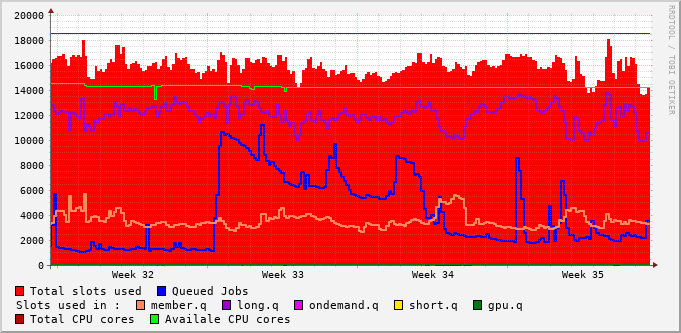 20000
18000
16000
14000
12000
10000
8000
6000
4000
2000
0
Week 32 Week 33 Week 34 Week 35
Total slots used Queued Jobs
Slots used in : member.q long.q ondemand.q short.q gpu.q
Total CPU cores Availale CPU cores
RRDTOOL / TOBI OETIKER